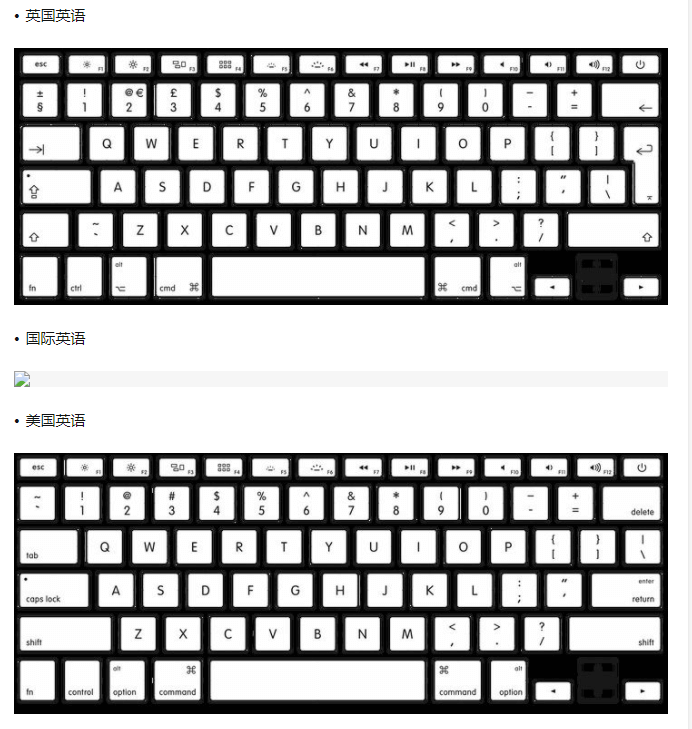 • 英国英语
esc F1 F2 F3 F4 F5 F6 F7 F8 F9 F10 F11 F12
± ! @ € £ $ % ^ & * ( ) – +
§ 1 2 3 4 5 6 7 8 9 0 - =
Q W E R T Y U I O P { [ } ]
A S D F G H J K L : ; " ' | \
~ ` Z X C V B N M < , > . ? /
fn ctrl alt ⌥ cmd ⌘ ⌘ cmd alt ⌥
• 国际英语
• 美国英语
esc F1 F2 F3 F4 F5 F6 F7 F8 F9 F10 F11 F12
~ ! @ # $ % ^ & * ( ) – +
` 1 2 3 4 5 6 7 8 9 0 - = delete
tab Q W E R T Y U I O P { [ } ] | \
caps lock A S D F G H J K L : ; " ' enter return
shift Z X C V B N M < , > . ? / shift
fn control alt option ⌘ command ⌘ command alt option